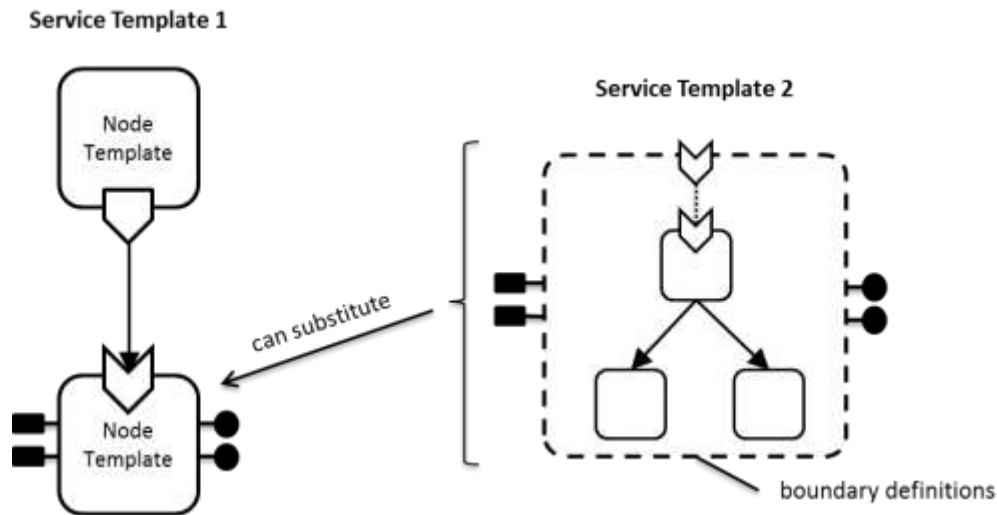 Service Template 1
Node
Template
Service Template 2
can substitute
Node
Template
boundary definitions